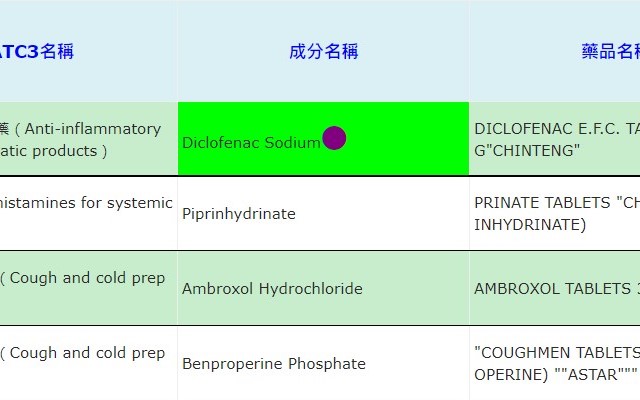 ATC3名稱 成分名稱 藥品名稱
藥 ( Anti-inflammatory
atic products )
Diclofenac Sodium
DICLOFENAC E.F.C. TA
G"CHINTENG"
nistamines for systemic
Piprinhydrinate
PRINATE TABLETS "CH
INHYDRINATE)
( Cough and cold prep
Ambroxol Hydrochloride
AMBROXOL TABLETS 3
( Cough and cold prep
Benproperine Phosphate
"COUGHMEN TABLETS
OPERINE) ""ASTAR"""